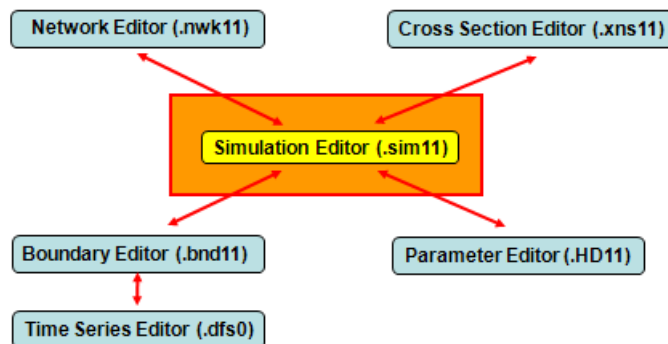 Network Editor (.nwk11)
Cross Section Editor (.xns11)
Simulation Editor (.sim11)
Boundary Editor (.bnd11)
Parameter Editor (.HD11)
Time Series Editor (.dfs0)